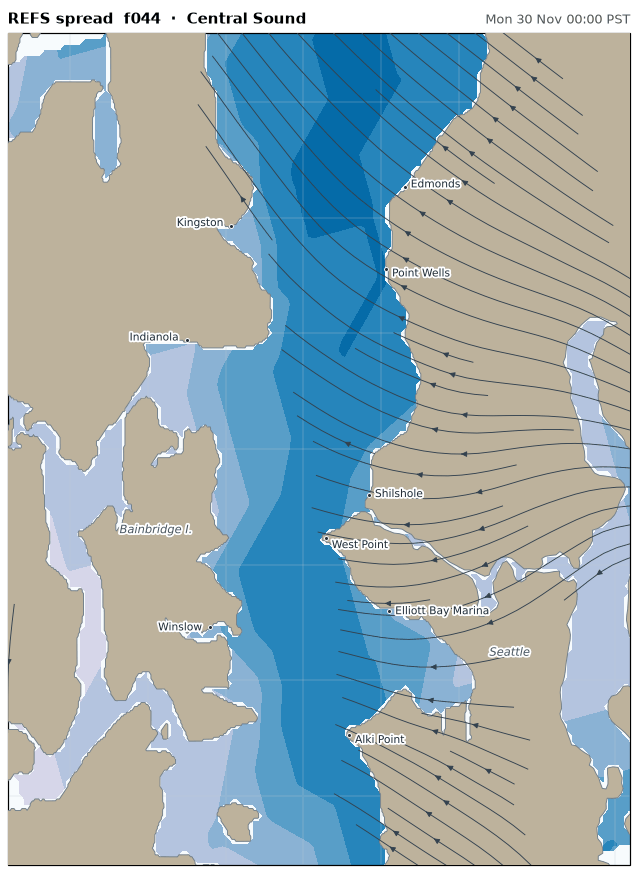 REFS spread f044 · Central Sound
Mon 30 Nov 00:00 PST
Edmonds
Kingston
Point Wells
Indianola
Shilshole
Bainbridge I.
West Point
Elliott Bay Marina
Winslow
Seattle
Alki Point